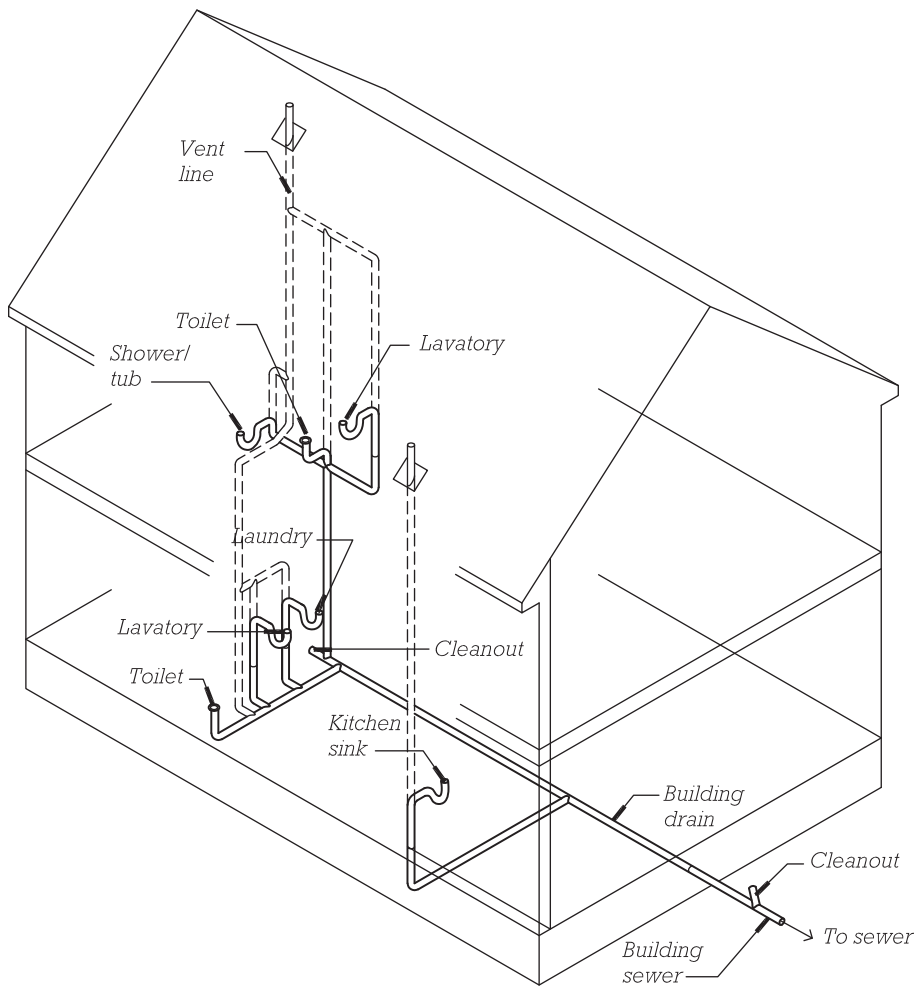 Vent
line
Toilet
Lavatory
Shower/
tub
Laundry
Lavatory
Cleanout
Toilet
Kitchen
sink
Building
drain
Cleanout
To sewer
Building
sewer